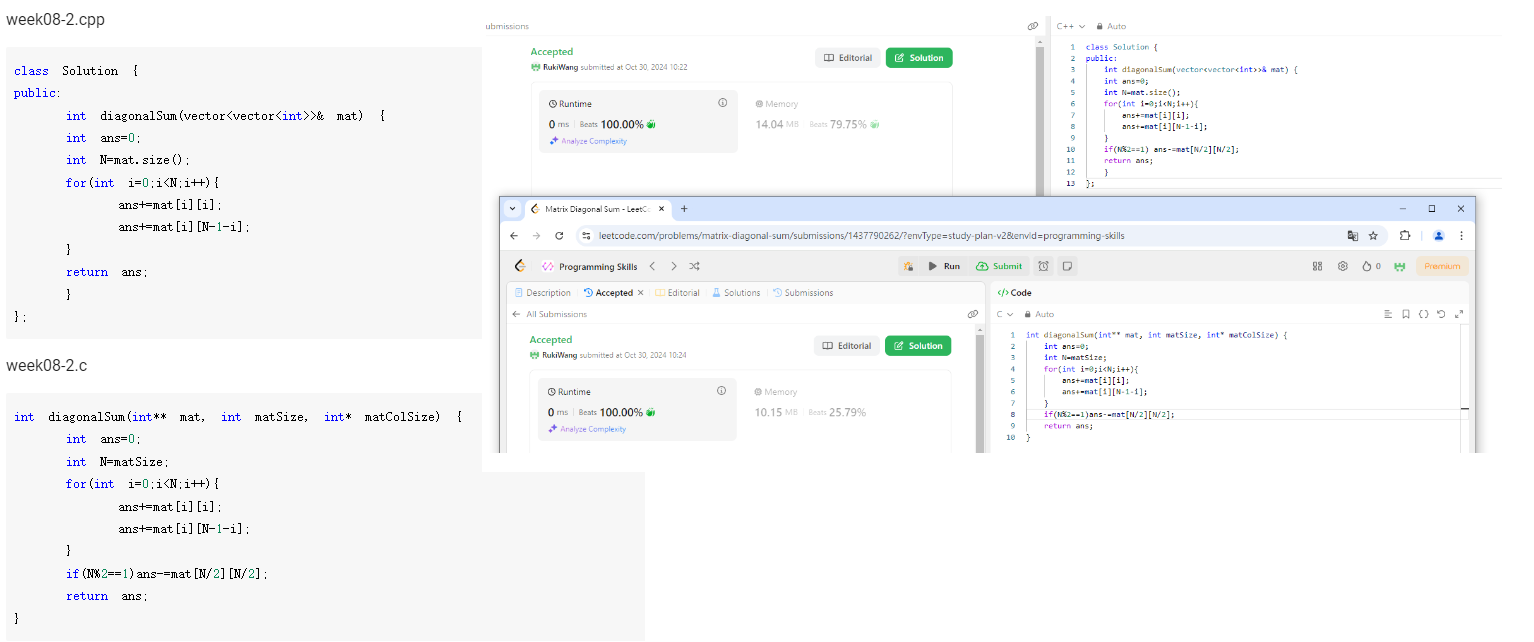 week08-2.cpp
class Solution {
public:
int diagonalSum(vector<vector<int>>& mat) {
int ans=0;
int N=mat.size();
for(int i=0;i<N;i++){
ans+=mat[i][i];
ans+=mat[i][N-1-i];
}
return ans;
}
};
week08-2.c
int diagonalSum(int** mat, int matSize, int* matColSize) {
int ans=0;
int N=matSize;
for(int i=0;i<N;i++){
ans+=mat[i][i];
ans+=mat[i][N-1-i];
}
if(N%2==1)ans-=mat[N/2][N/2];
return ans;
}
ubmissions
Accepted
RukiWang submitted at Oct 30, 2024 10:22
Editorial
Solution
Runtime
0 ms | Beats 100.00%
Analyze Complexity
Memory
14.04 MB | Beats 79.75%
C++ Auto
1 class Solution {
2 public:
3 int diagonalSum(vector<vector<int>>& mat) {
4 int ans=0;
5 int N=mat.size();
6 for(int i=0;i<N;i++){
7 ans+=mat[i][i];
8 ans+=mat[i][N-1-i];
9 }
10 if(N%2==1) ans-=mat[N/2][N/2];
11 return ans;
12 }
13 };
Matrix Diagonal Sum - LeetC
leetcode.com/problems/matrix-diagonal-sum/submissions/1437790262/?envType=study-plan-v2&envId=programming-skills
Programming Skills
Run
Submit
0
Premium
Description
Accepted
Editorial
Solutions
Submissions
All Submissions
Accepted
RukiWang submitted at Oct 30, 2024 10:24
Editorial
Solution
Runtime
0 ms | Beats 100.00%
Analyze Complexity
Memory
10.15 MB | Beats 25.79%
</> Code
C Auto
1 int diagonalSum(int** mat, int matSize, int* matColSize) {
2 int ans=0;
3 int N=matSize;
4 for(int i=0;i<N;i++){
5 ans+=mat[i][i];
6 ans+=mat[i][N-1-i];
7 }
8 if(N%2==1)ans-=mat[N/2][N/2];
9 return ans;
10 }